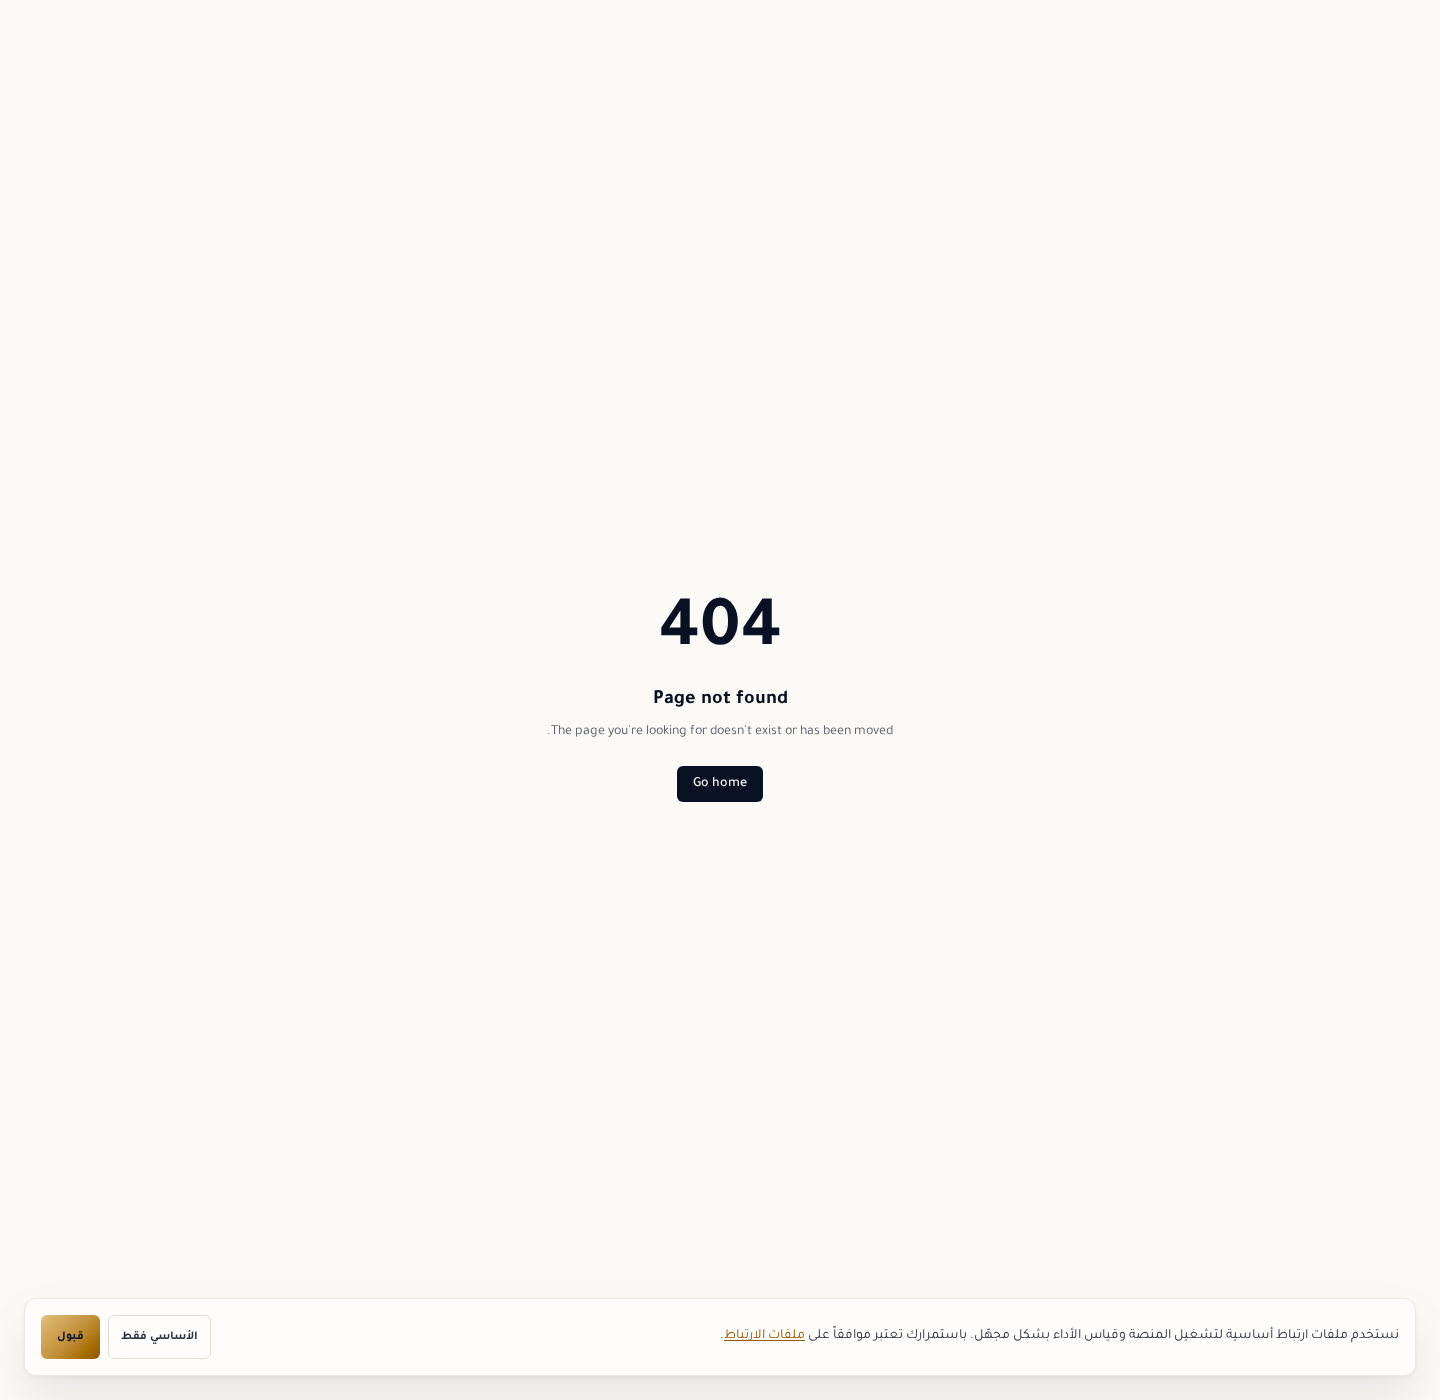 404
Page not found
.The page you're looking for doesn't exist or has been moved
Go home
نستخدم ملفات ارتباط أساسية لتشغيل المنصة وقياس الأداء بشكل مجهّل. باستمرارك تعتبر موافقاً على ملفات الارتباط.
الأساسي فقط
قبول